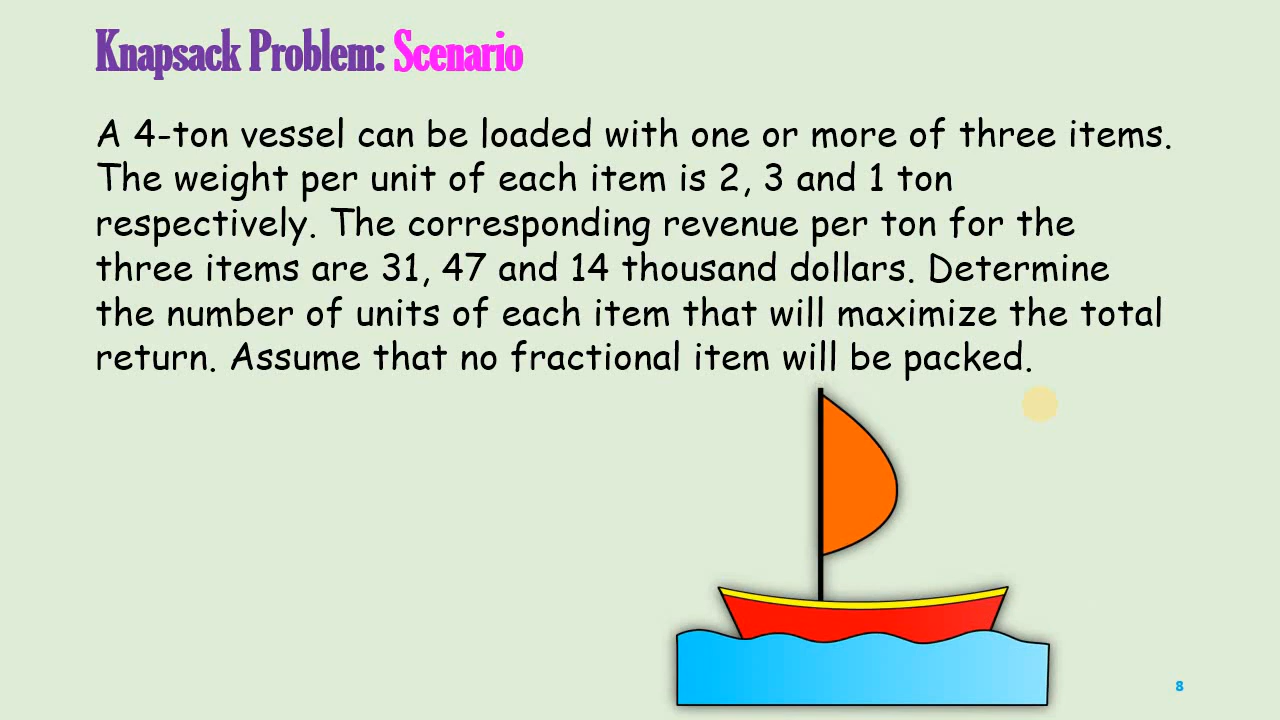 Knapsack Problem: Scenario
A 4-ton vessel can be loaded with one or more of three items.
The weight per unit of each item is 2, 3 and 1 ton
respectively. The corresponding revenue per ton for the
three items are 31, 47 and 14 thousand dollars. Determine
the number of units of each item that will maximize the total
return. Assume that no fractional item will be packed.
8